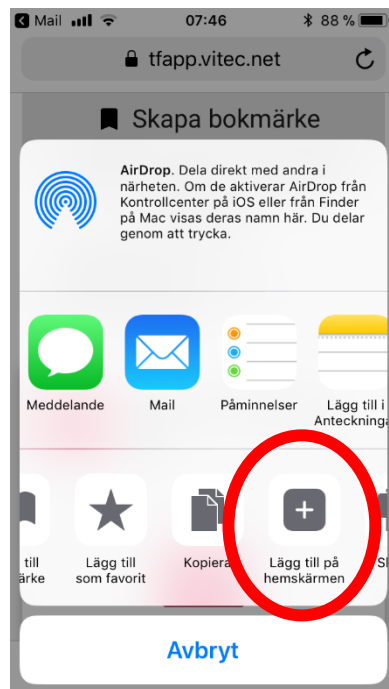 Mail 07:46 88 %
tfapp.vitec.net
Skapa bokmärke
AirDrop. Dela direkt med andra i
närheten. Om de aktiverar AirDrop från
Kontrollcenter på iOS eller från Finder
på Mac visas deras namn här. Du delar
genom att trycka.
Meddelande Mail Påminnelser Lägg till i
Anteckninga
till Lägg till Kopiera Lägg till på
ärke som favorit hemskärmen
Avbryt